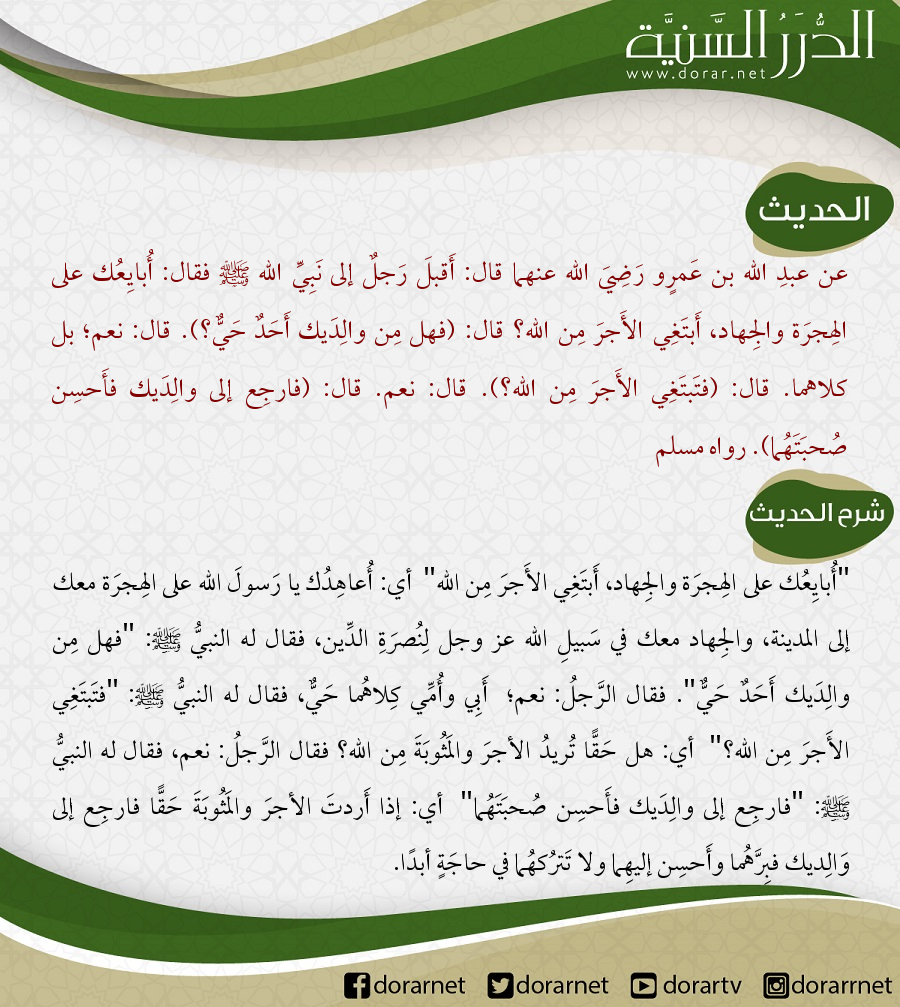 الدُّرَرُ السَّنِيَّة
www.dorar.net
الحديث
عن عبدِ الله بن عَمرٍو رَضِيَ الله عنهما قال: أَقبلَ رَجلٌ إلى نَبِيِّ الله ﷺ فقال: أُبايِعُك على
الهِجرَة والجِهاد، أَبتَغِي الأَجرَ مِن الله؟ قال: (فهل مِن والِدَيك أَحَدٌ حَيٌّ؟). قال: نعم؛ بل
كلاهما. قال: (فتَبتَغِي الأَجرَ مِن الله؟). قال: نعم. قال: (فارجِع إلى والِدَيك فأَحسِن
صُحبَتَهُما). رواه مسلم
شرح الحديث
"أُبايِعُك على الهِجرَة والجِهاد، أَبتَغِي الأَجرَ مِن الله" أي: أُعاهِدُك يا رَسولَ الله على الهِجرَة معك
إلى المدينة، والجِهاد معك في سَبيلِ الله عز وجل لِنُصرَةِ الدِّين، فقال له النبيُّ ﷺ: "فهل مِن
والِدَيك أَحَدٌ حَيٌّ". فقال الرَّجلُ: نعم؛ أَبِي وأُمِّي كِلاهُما حَيٌّ، فقال له النبيُّ ﷺ: "فتَبتَغِي
الأَجرَ مِن الله؟" أي: هل حَقًّا تُريدُ الأجرَ والمَثُوبَةَ مِن الله؟ فقال الرَّجلُ: نعم، فقال له النبيُّ
ﷺ: "فارجِع إلى والِدَيك فأَحسِن صُحبَتَهُما" أي: إذا أَردتَ الأجرَ والمَثُوبَةَ حَقًّا فارجِع إلى
وَالِديك فبِرَّهُما وأَحسِن إليهِما ولا تَترُكهُما في حاجَةٍ أبدًا.
dorarnet dorarnet dorartv dorarrnet